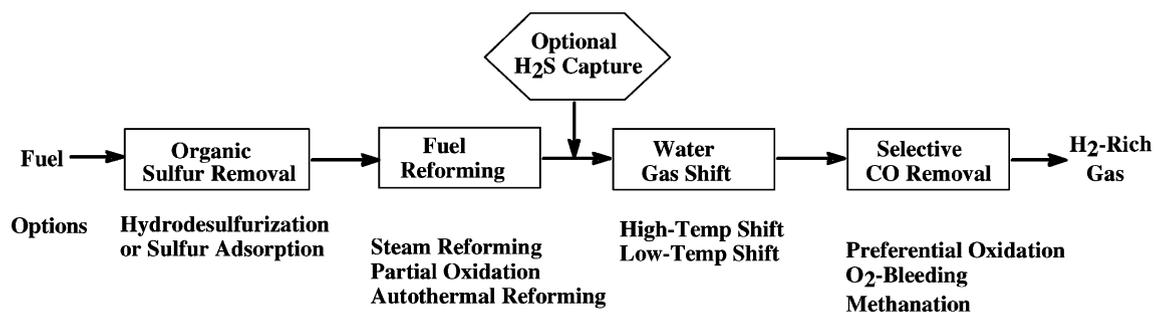 Optional
H2S Capture
Fuel
Organic
Sulfur Removal
Fuel
Reforming
Water
Gas Shift
Selective
CO Removal
H2-Rich
Gas
Options
Hydrodesulfurization
or Sulfur Adsorption
Steam Reforming
Partial Oxidation
Autothermal Reforming
High-Temp Shift
Low-Temp Shift
Preferential Oxidation
O2-Bleeding
Methanation